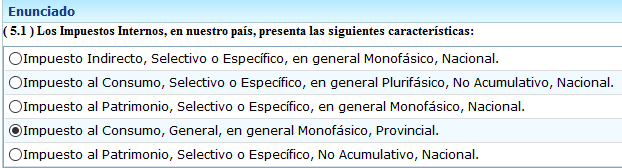 Enunciado
( 5.1 ) Los Impuestos Internos, en nuestro país, presenta las siguientes características:
Impuesto Indirecto, Selectivo o Específico, en general Monofásico, Nacional.
Impuesto al Consumo, Selectivo o Específico, en general Plurifásico, No Acumulativo, Nacional.
Impuesto al Patrimonio, Selectivo o Específico, en general Monofásico, Nacional.
Impuesto al Consumo, General, en general Monofásico, Provincial.
Impuesto al Patrimonio, Selectivo o Específico, No Acumulativo, Nacional.